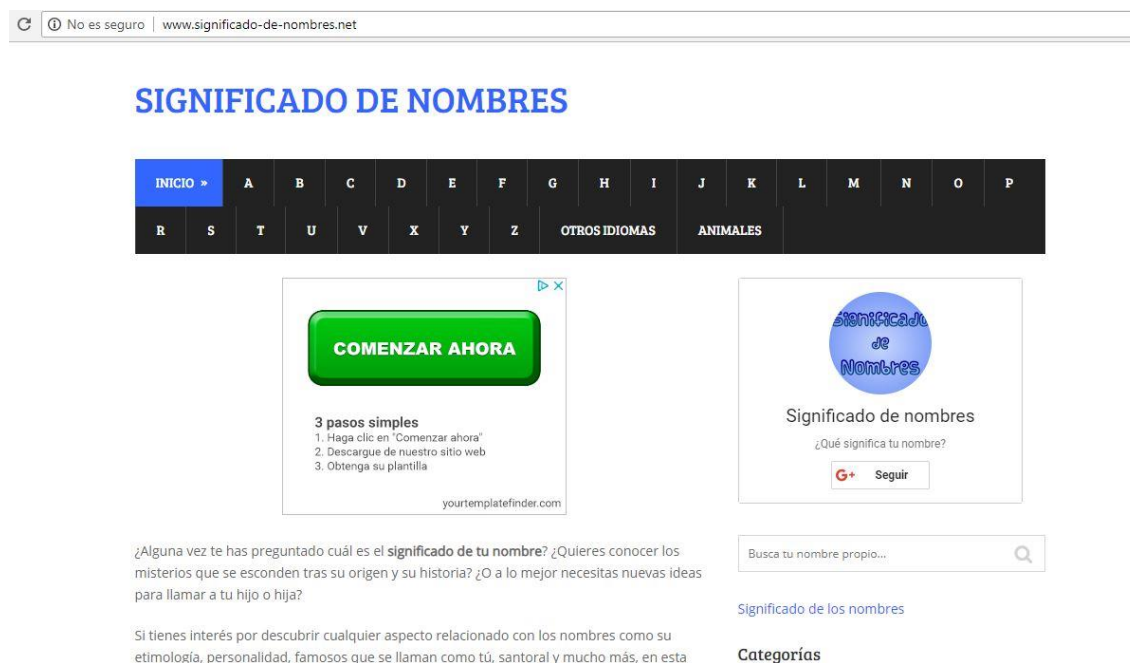 No es seguro | www.significado-de-nombres.net
SIGNIFICADO DE NOMBRES
INICIO » A B C D E F G H I J K L M N O P
R S T U V X Y Z OTROS IDIOMAS ANIMALES
COMENZAR AHORA
3 pasos simples
1. Haga clic en "Comenzar ahora"
2. Descargue de nuestro sitio web
3. Obtenga su plantilla
yourtemplatefinder.com
Significado
de
Nombres
Significado de nombres
¿Qué significa tu nombre?
G+ Seguir
¿Alguna vez te has preguntado cuál es el significado de tu nombre? ¿Quieres conocer los
misterios que se esconden tras su origen y su historia? ¿O a lo mejor necesitas nuevas ideas
para llamar a tu hijo o hija?
Si tienes interés por descubrir cualquier aspecto relacionado con los nombres como su
etimología, personalidad, famosos que se llaman como tú, santoral y mucho más, en esta
Busca tu nombre propio...
Significado de los nombres
Categorías